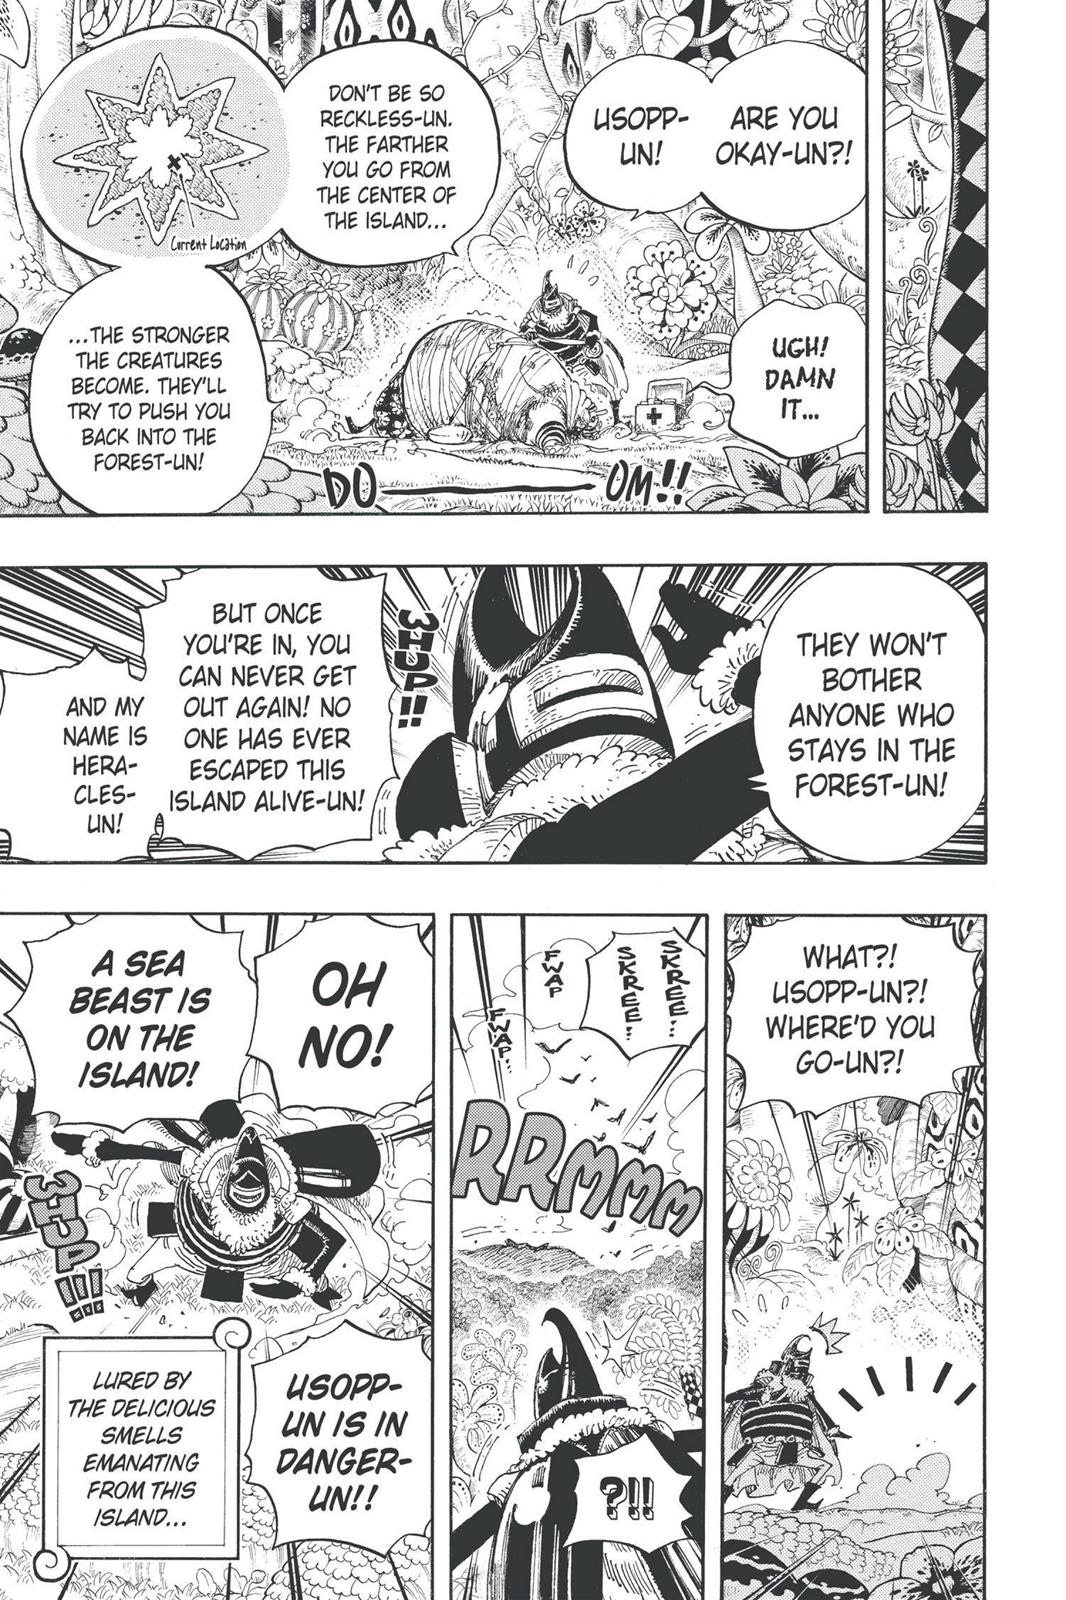 ARE YOU
OKAY-UN?!
USOPP-
UN!
DON'T BE SO
RECKLESS-UN.
THE FARTHER
YOU GO FROM
THE CENTER OF
THE ISLAND...
Current Location
...THE STRONGER
THE CREATURES
BECOME. THEY'LL
TRY TO PUSH YOU
BACK INTO THE
FOREST-UN!
UGH!
DAMN
IT...
DO
OM!!
THEY WON'T
BOTHER
ANYONE WHO
STAYS IN THE
FOREST-UN!
WHUP!!
BUT ONCE
YOU'RE IN, YOU
CAN NEVER GET
OUT AGAIN! NO
ONE HAS EVER
ESCAPED THIS
ISLAND ALIVE-UN!
AND MY
NAME IS
HERA-
CLES-
UN!
WHAT?!
USOPP-UN?!
WHERE'D YOU
GO-UN?!
SKREE...
SKREE...
FWAP
FWAP...
RRMMM
?!!
OH
NO!
A SEA
BEAST IS
ON THE
ISLAND!
WHUP!!!
USOPP-
UN IS IN
DANGER-
UN!!
LURED BY
THE DELICIOUS
SMELLS
EMANATING
FROM THIS
ISLAND...